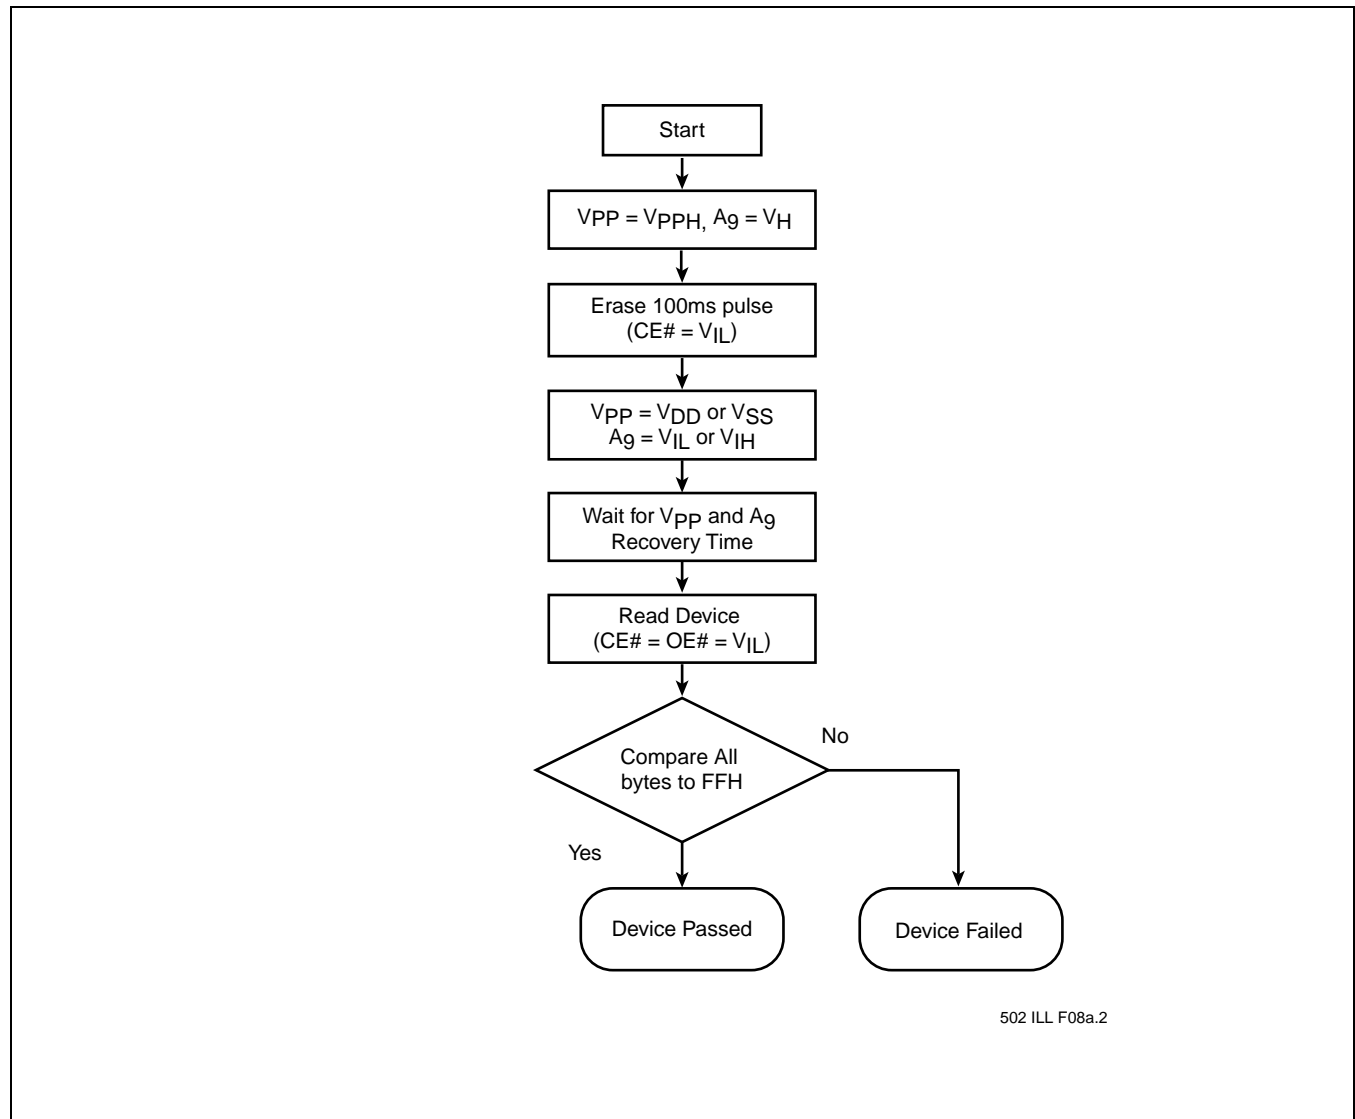 Start
VPP = VPPH, A9 = VH
Erase 100ms pulse
(CE# = VIL)
VPP = VDD or VSS
A9 = VIL or VIH
Wait for VPP and A9
Recovery Time
Read Device
(CE# = OE# = VIL)
Compare All
bytes to FFH
No
Yes
Device Passed
Device Failed
502 ILL F08a.2